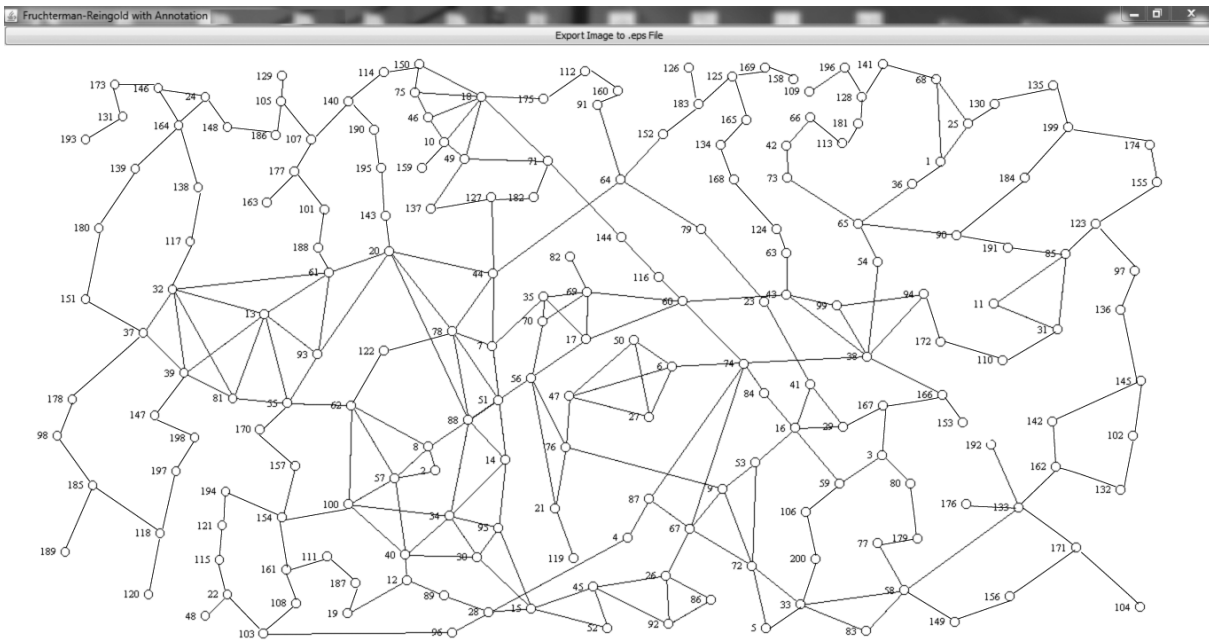 Fruchterman-Reingold with Annotation
Export Image to .eps File
150
173 146 129 114 112 126 169 196 141
24 105 140 75 18 175 160 125 158 109 68 135
131 46 91 183 128 130
193 164 148 186 107 190 10 165 66 181 25 199
139 177 195 159 49 71 152 134 42 113 1 174
138 163 101 137 127 182 64 168 73 36 184 155
180 117 188 143 20 144 79 124 65 90 191 123
32 61 44 82 116 63 54 85 97
151 13 35 69 60 23 43 99 94 11 136
37 93 78 7 70 17 50 38 172 31
39 122 56 6 74 110
178 147 81 55 62 51 47 27 84 41 166 145
98 198 170 88 76 16 29 167 153 142 102
8 192
185 197 157 57 2 14 53 3 162 132
194 154 100 34 21 87 9 59 80 176 133
118 121 95 67 106 179
189 115 161 111 40 30 119 4 72 200 77 171
120 22 108 187 12 89 45 26 86 58 156 104
48 103 19 96 28 15 52 92 5 33 83 149